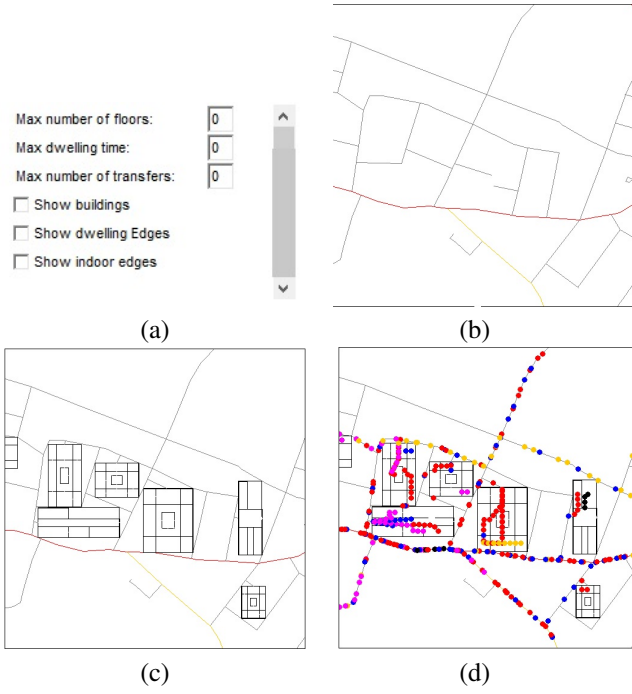 Max number of floors: 0
Max dwelling time: 0
Max number of transfers: 0
Show buildings
Show dwelling Edges
Show indoor edges
(a)
(b)
(c)
(d)